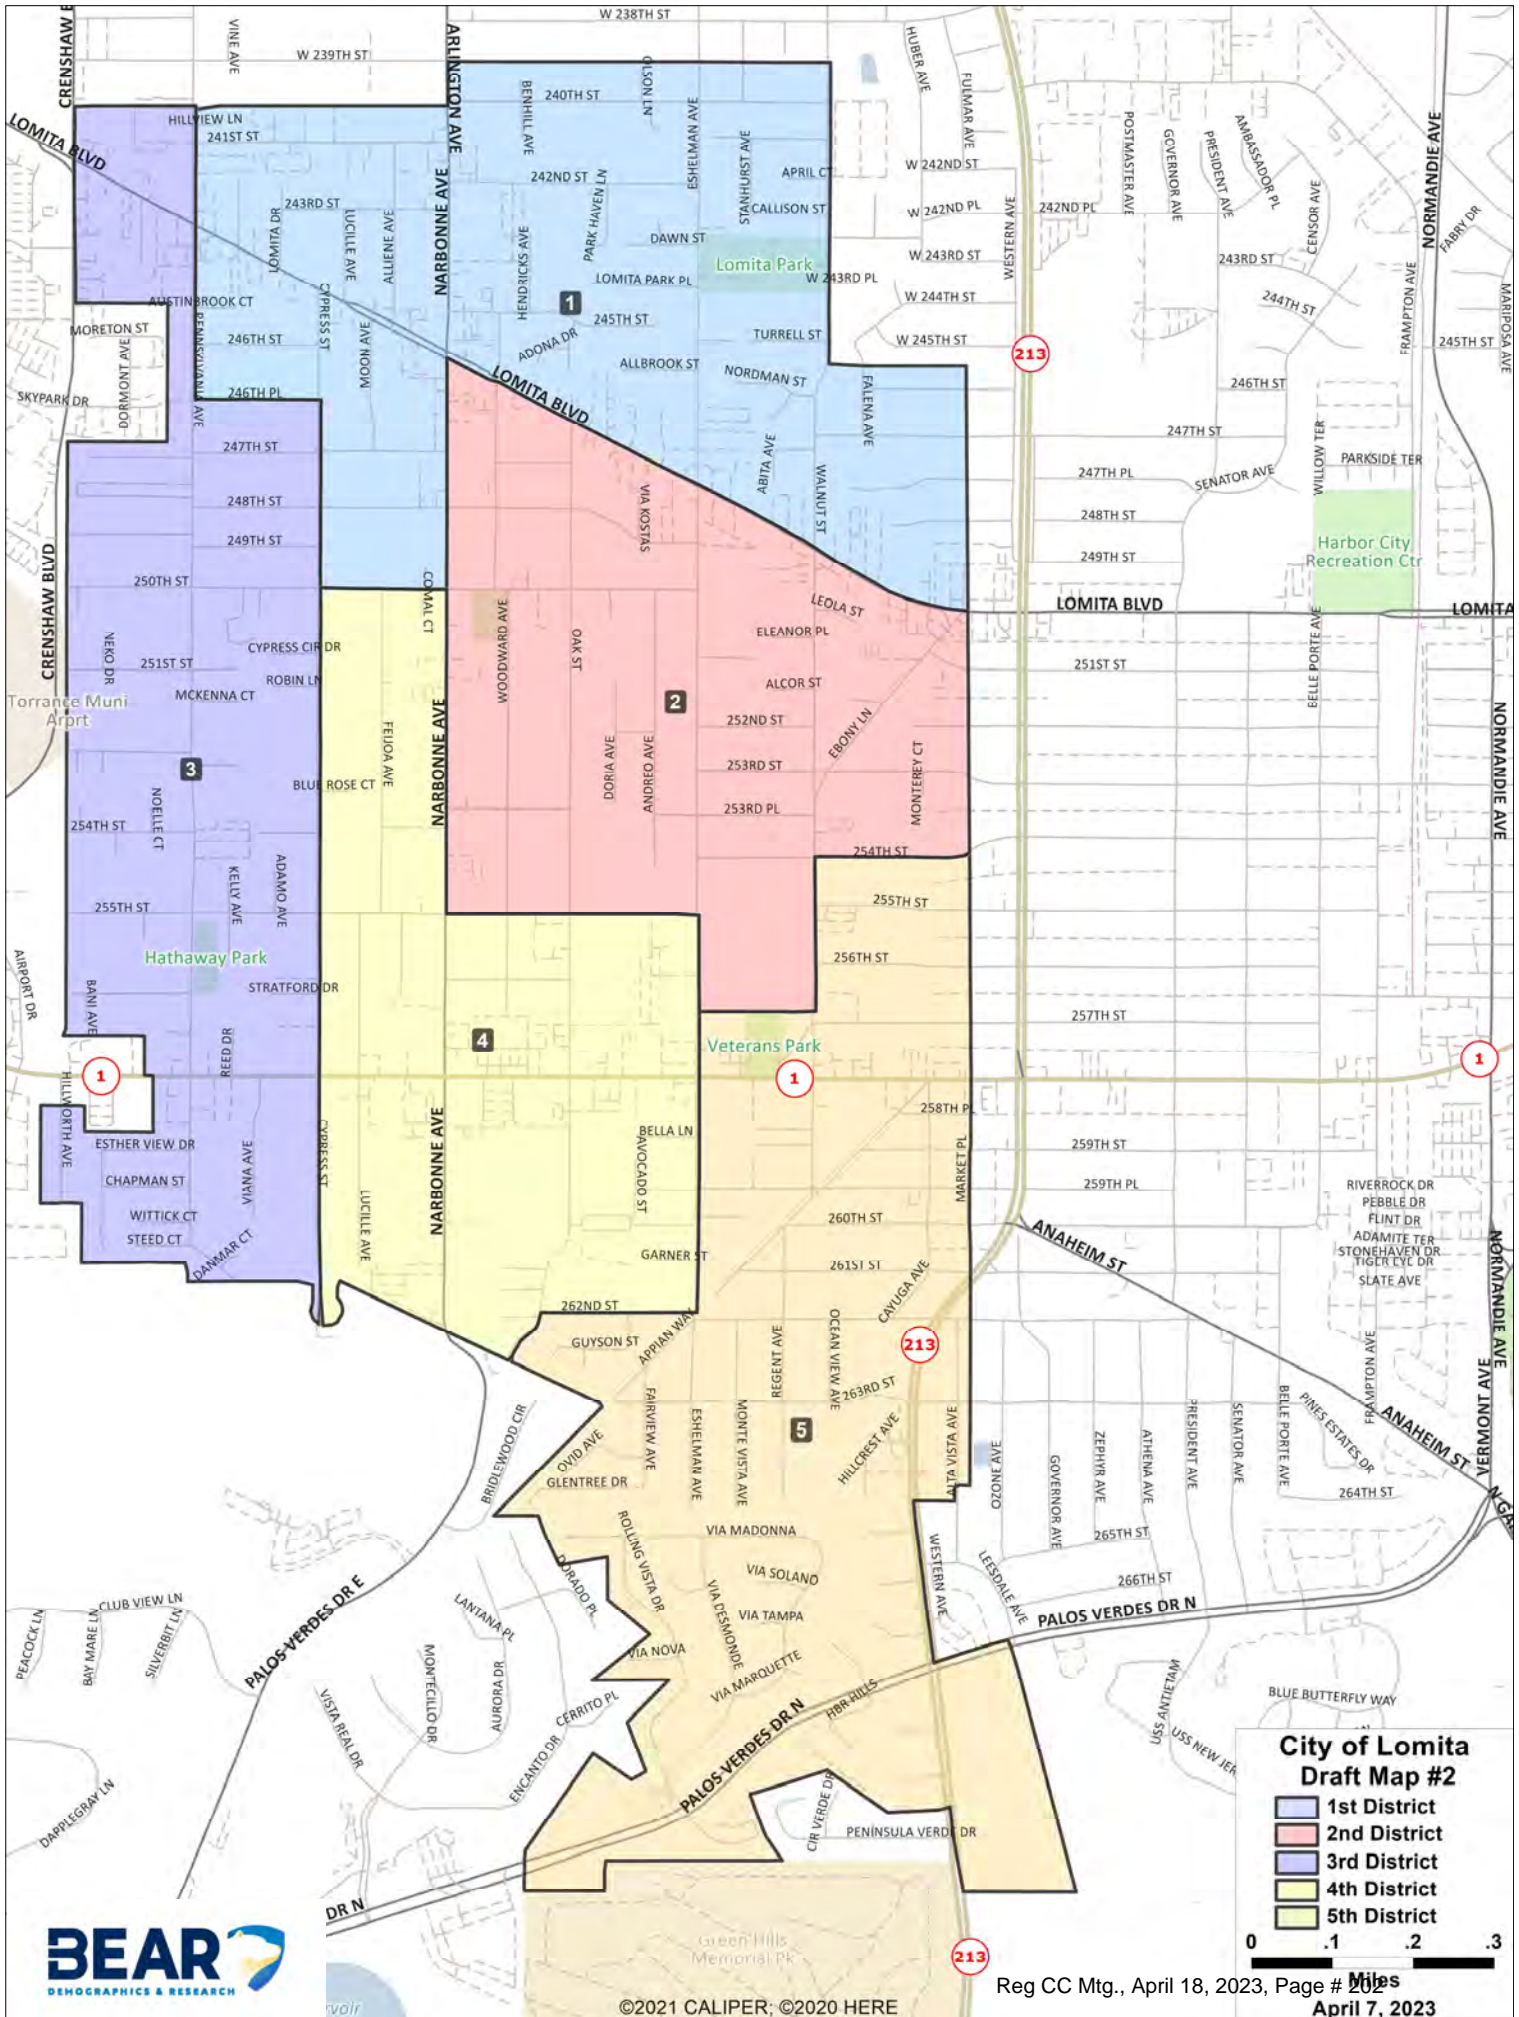 W 238TH ST
W 239TH ST
VINE AVE
ARLINGTON AVE
HUBER AVE
FULMAR AVE
LOMITA BLVD
HILLVIEW LN
241ST ST
240TH ST
BENHILL AVE
OLSON LN
ESHELMAN AVE
STANHURST AVE
242ND ST
APRIL CT
W 242ND ST
POSTMASTER AVE
GOVERNOR AVE
PRESIDENT AVE
AMBASSADOR PL
CENSOR AVE
NORMANDIE AVE
FABRY DR
243RD ST
LOMITA DR
LUCILLE AVE
ALLIENE AVE
NARBONNE AVE
PARK HAVEN LN
HENDRICKS AVE
CALLISON ST
W 242ND PL
242ND PL
WESTERN AVE
DAWN ST
Lomita Park
LOMITA PARK PL
W 243RD PL
W 243RD ST
243RD ST
W 244TH ST
244TH ST
AUSTINBROOK CT
CYPRESS ST
1
245TH ST
MORETON ST
DORMONT AVE
PENNSYLVANIA AVE
246TH ST
MOON AVE
ADONA DR
TURRELL ST
W 245TH ST
213
FRAMPTON AVE
245TH ST
MARIPOSA AVE
ALLBROOK ST
NORDMAN ST
LOMITA BLVD
SKYPARK DR
246TH PL
FALENA AVE
246TH ST
247TH ST
247TH ST
ABITA AVE
WALNUT ST
247TH PL
SENATOR AVE
WILLOW TER
PARKSIDE TER
248TH ST
VIA KOSTAS
248TH ST
249TH ST
249TH ST
Harbor City
Recreation Ctr
CRENSHAW BLVD
250TH ST
COMAL CT
LEOLA ST
LOMITA BLVD
LOMITA
WOODWARD AVE
OAK ST
ELEANOR PL
BELLE PORTE AVE
NEKO DR
CYPRESS CIR DR
251ST ST
ROBIN LN
MCKENNA CT
251ST ST
ALCOR ST
Torrance Muni
Arprt
2
252ND ST
EBONY LN
FEIJOA AVE
NARBONNE AVE
DORIA AVE
ANDREO AVE
253RD ST
MONTEREY CT
NORMANDIE AVE
3
BLUE ROSE CT
NOELLE CT
253RD PL
254TH ST
254TH ST
KELLY AVE
ADAMO AVE
255TH ST
255TH ST
Hathaway Park
256TH ST
AIRPORT DR
BANI AVE
STRATFORD DR
257TH ST
REED DR
4
Veterans Park
1
1
1
HILLWORTH AVE
258TH PL
ESTHER VIEW DR
VIANA AVE
CYPRESS ST
NARBONNE AVE
BELLA LN
AVOCADO ST
MARKET PL
259TH ST
CHAPMAN ST
259TH PL
RIVERROCK DR
PEBBLE DR
FLINT DR
ADAMITE TER
STONEHAVEN DR
TIGER EYE DR
SLATE AVE
WITTICK CT
STEED CT
DANMAR CT
LUCILLE AVE
260TH ST
ANAHEIM ST
GARNER ST
261ST ST
CAYUGA AVE
NORMANDIE AVE
262ND ST
GUYSON ST
APPIAN WAY
REGENT AVE
OCEAN VIEW AVE
213
263RD ST
FRAMPTON AVE
VERMONT AVE
BRIDLEWOOD CIR
OVID AVE
FAIRVIEW AVE
ESHELMAN AVE
MONTE VISTA AVE
5
HILLCREST AVE
ALTA VISTA AVE
OZONE AVE
GOVERNOR AVE
ZEPHYR AVE
ATHENA AVE
PRESIDENT AVE
SENATOR AVE
BELLE PORTE AVE
PINES ESTATES DR
ANAHEIM ST
GLENTREE DR
264TH ST
ROLLING VISTA DR
VIA MADONNA
265TH ST
DORADO PL
VIA SOLANO
WESTERN AVE
LEESDALE AVE
266TH ST
CLUB VIEW LN
PEACOCK LN
BAY MARE LN
SILVERBIT LN
PALOS VERDES DR E
LANTANA PL
VIA DESMONDE
VIA TAMPA
PALOS VERDES DR N
VIA NOVA
VIA MARQUETTE
MONTECILLO DR
AURORA DR
VISTA REAL DR
CERRITO PL
ENCANTO DR
PALOS VERDES DR N
HBR HILLS
USS ANTIETAM
BLUE BUTTERFLY WAY
DAPPLEGRAY LN
CIR VERDE DR
PENINSULA VERDE DR
City of Lomita
Draft Map #2
1st District
2nd District
3rd District
4th District
5th District
0 .1 .2 .3
Miles
April 7, 2023
DR N
BEAR
DEMOGRAPHICS & RESEARCH
Green Hills
Memorial Pk
213
Reg CC Mtg., April 18, 2023, Page # 202
©2021 CALIPER; ©2020 HERE